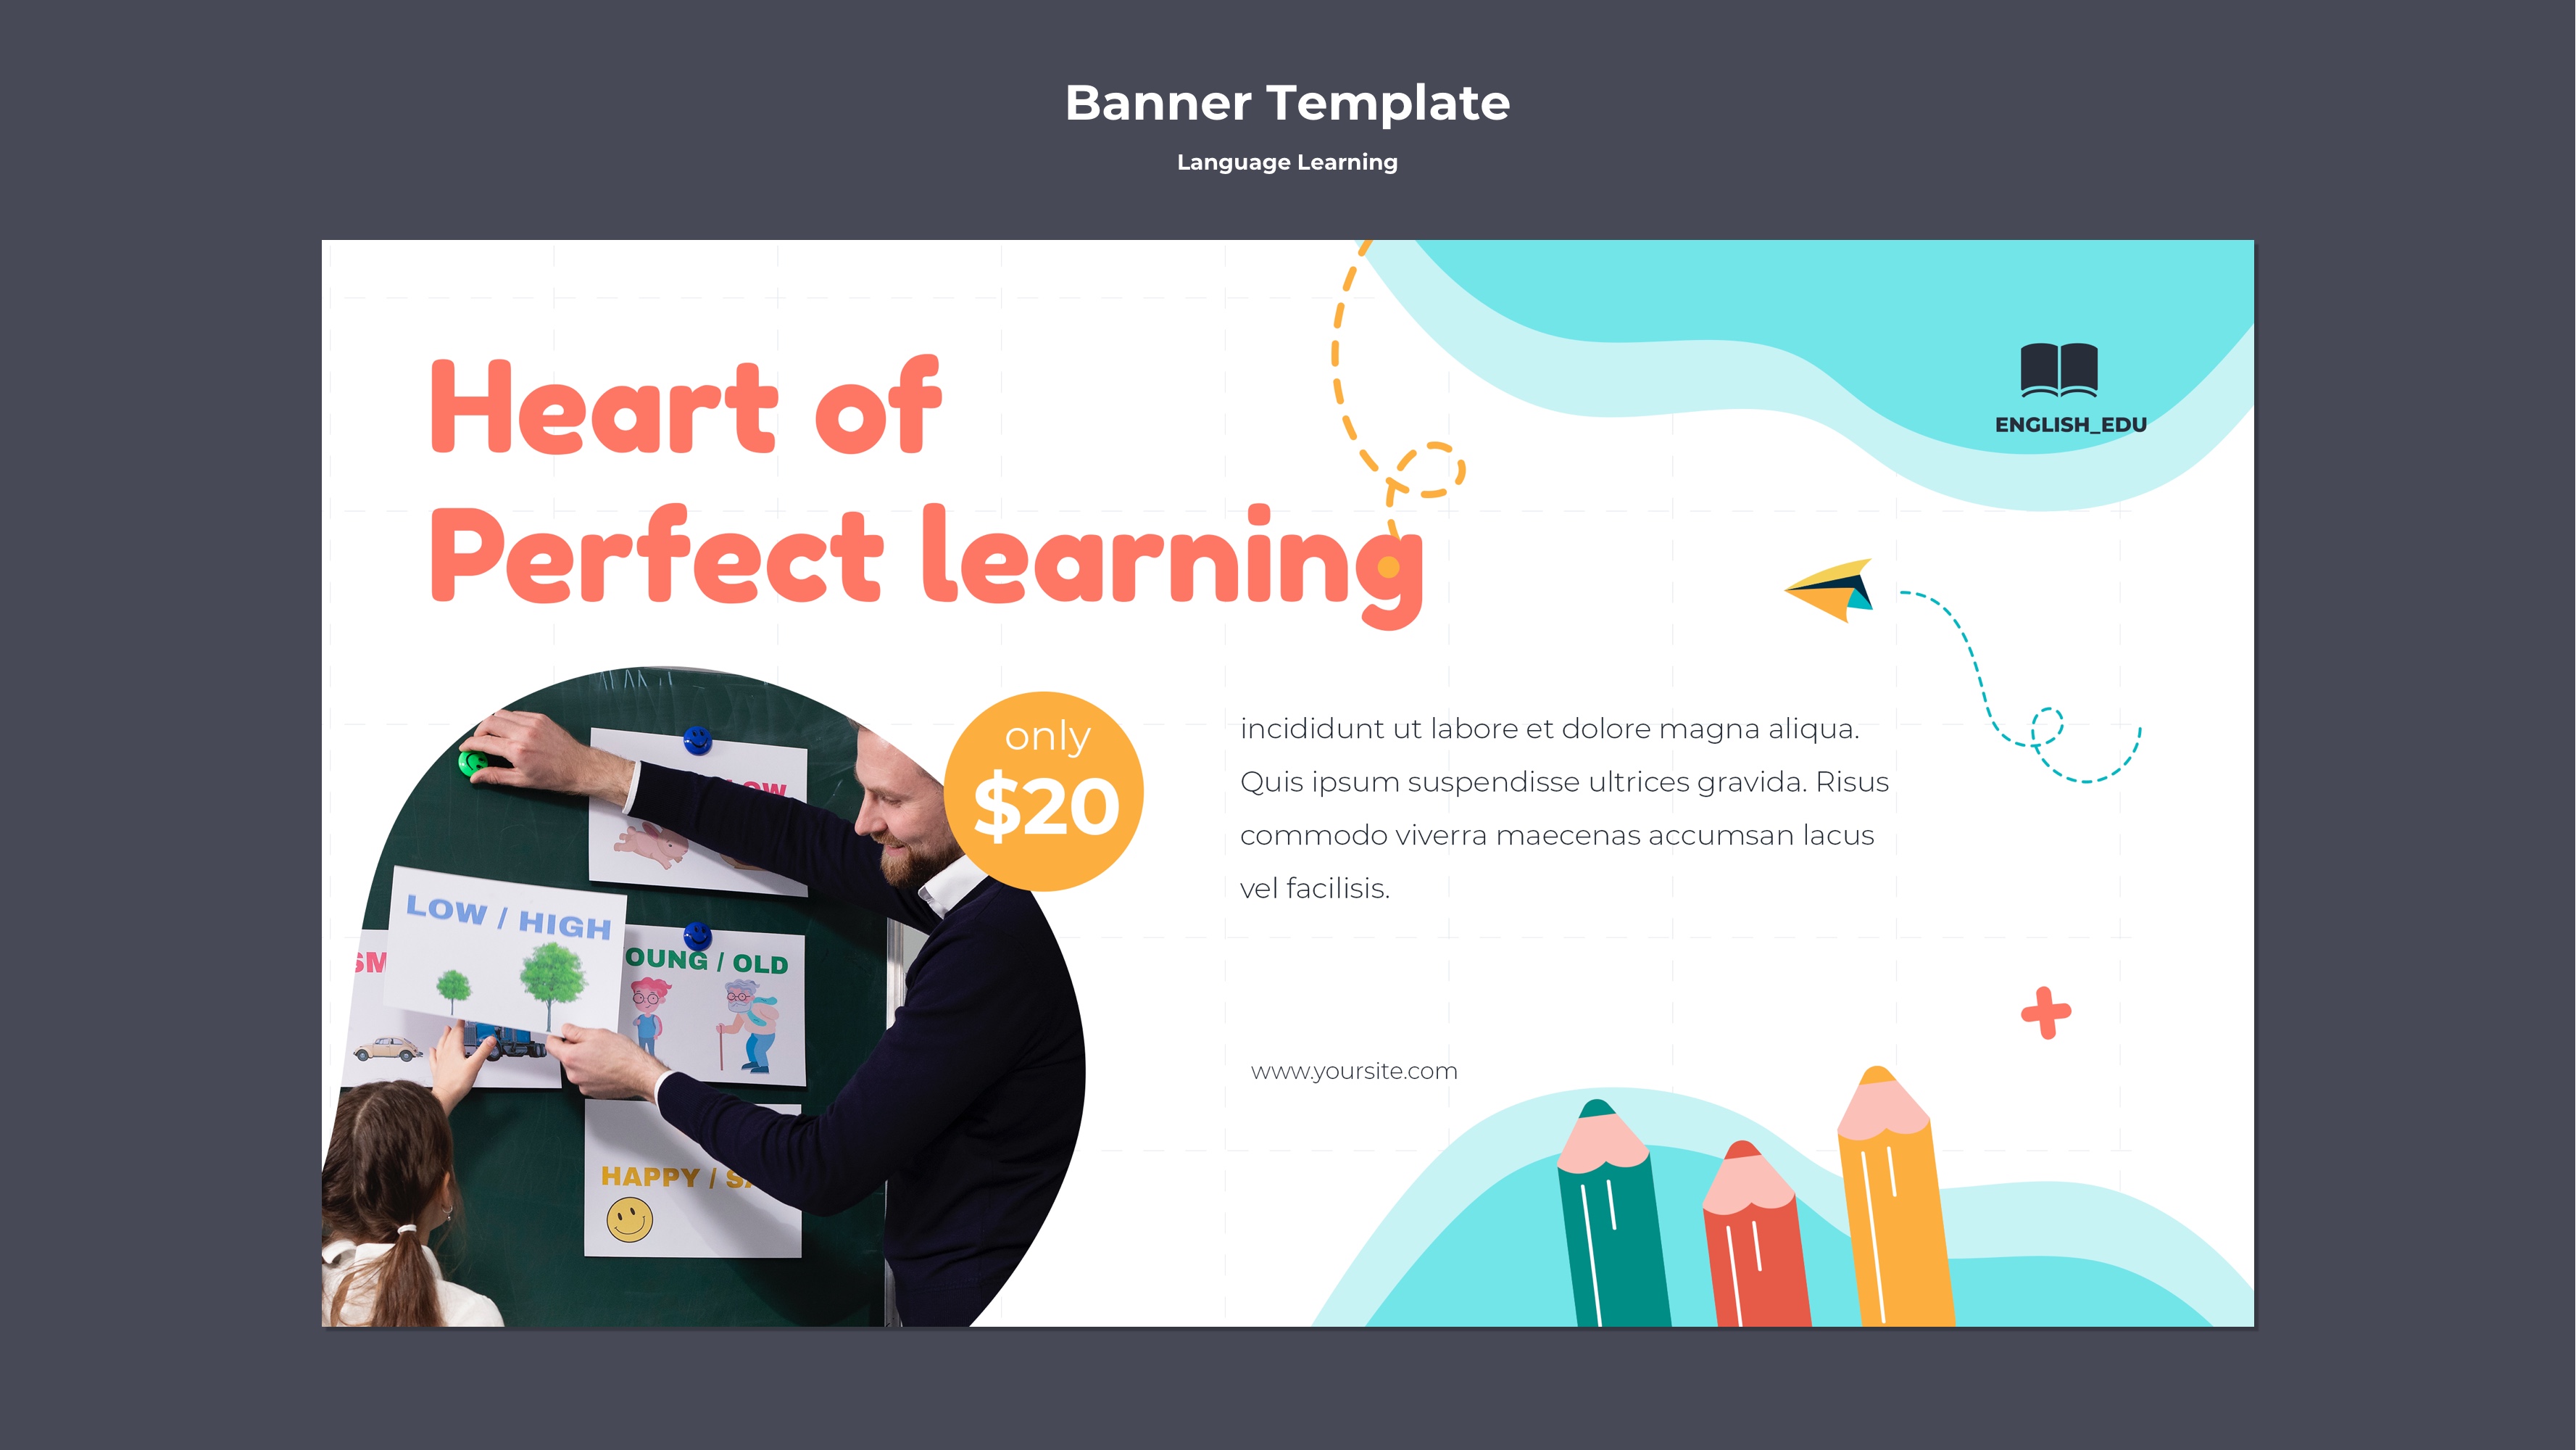 Banner Template
Language Learning
ENGLISH_EDU
Heart of
Perfect learning
only
$20
incididunt ut labore et dolore magna aliqua.
Quis ipsum suspendisse ultrices gravida. Risus
commodo viverra maecenas accumsan lacus
vel facilisis.
www.yoursite.com
LOW / HIGH
OUNG / OLD
HAPPY /